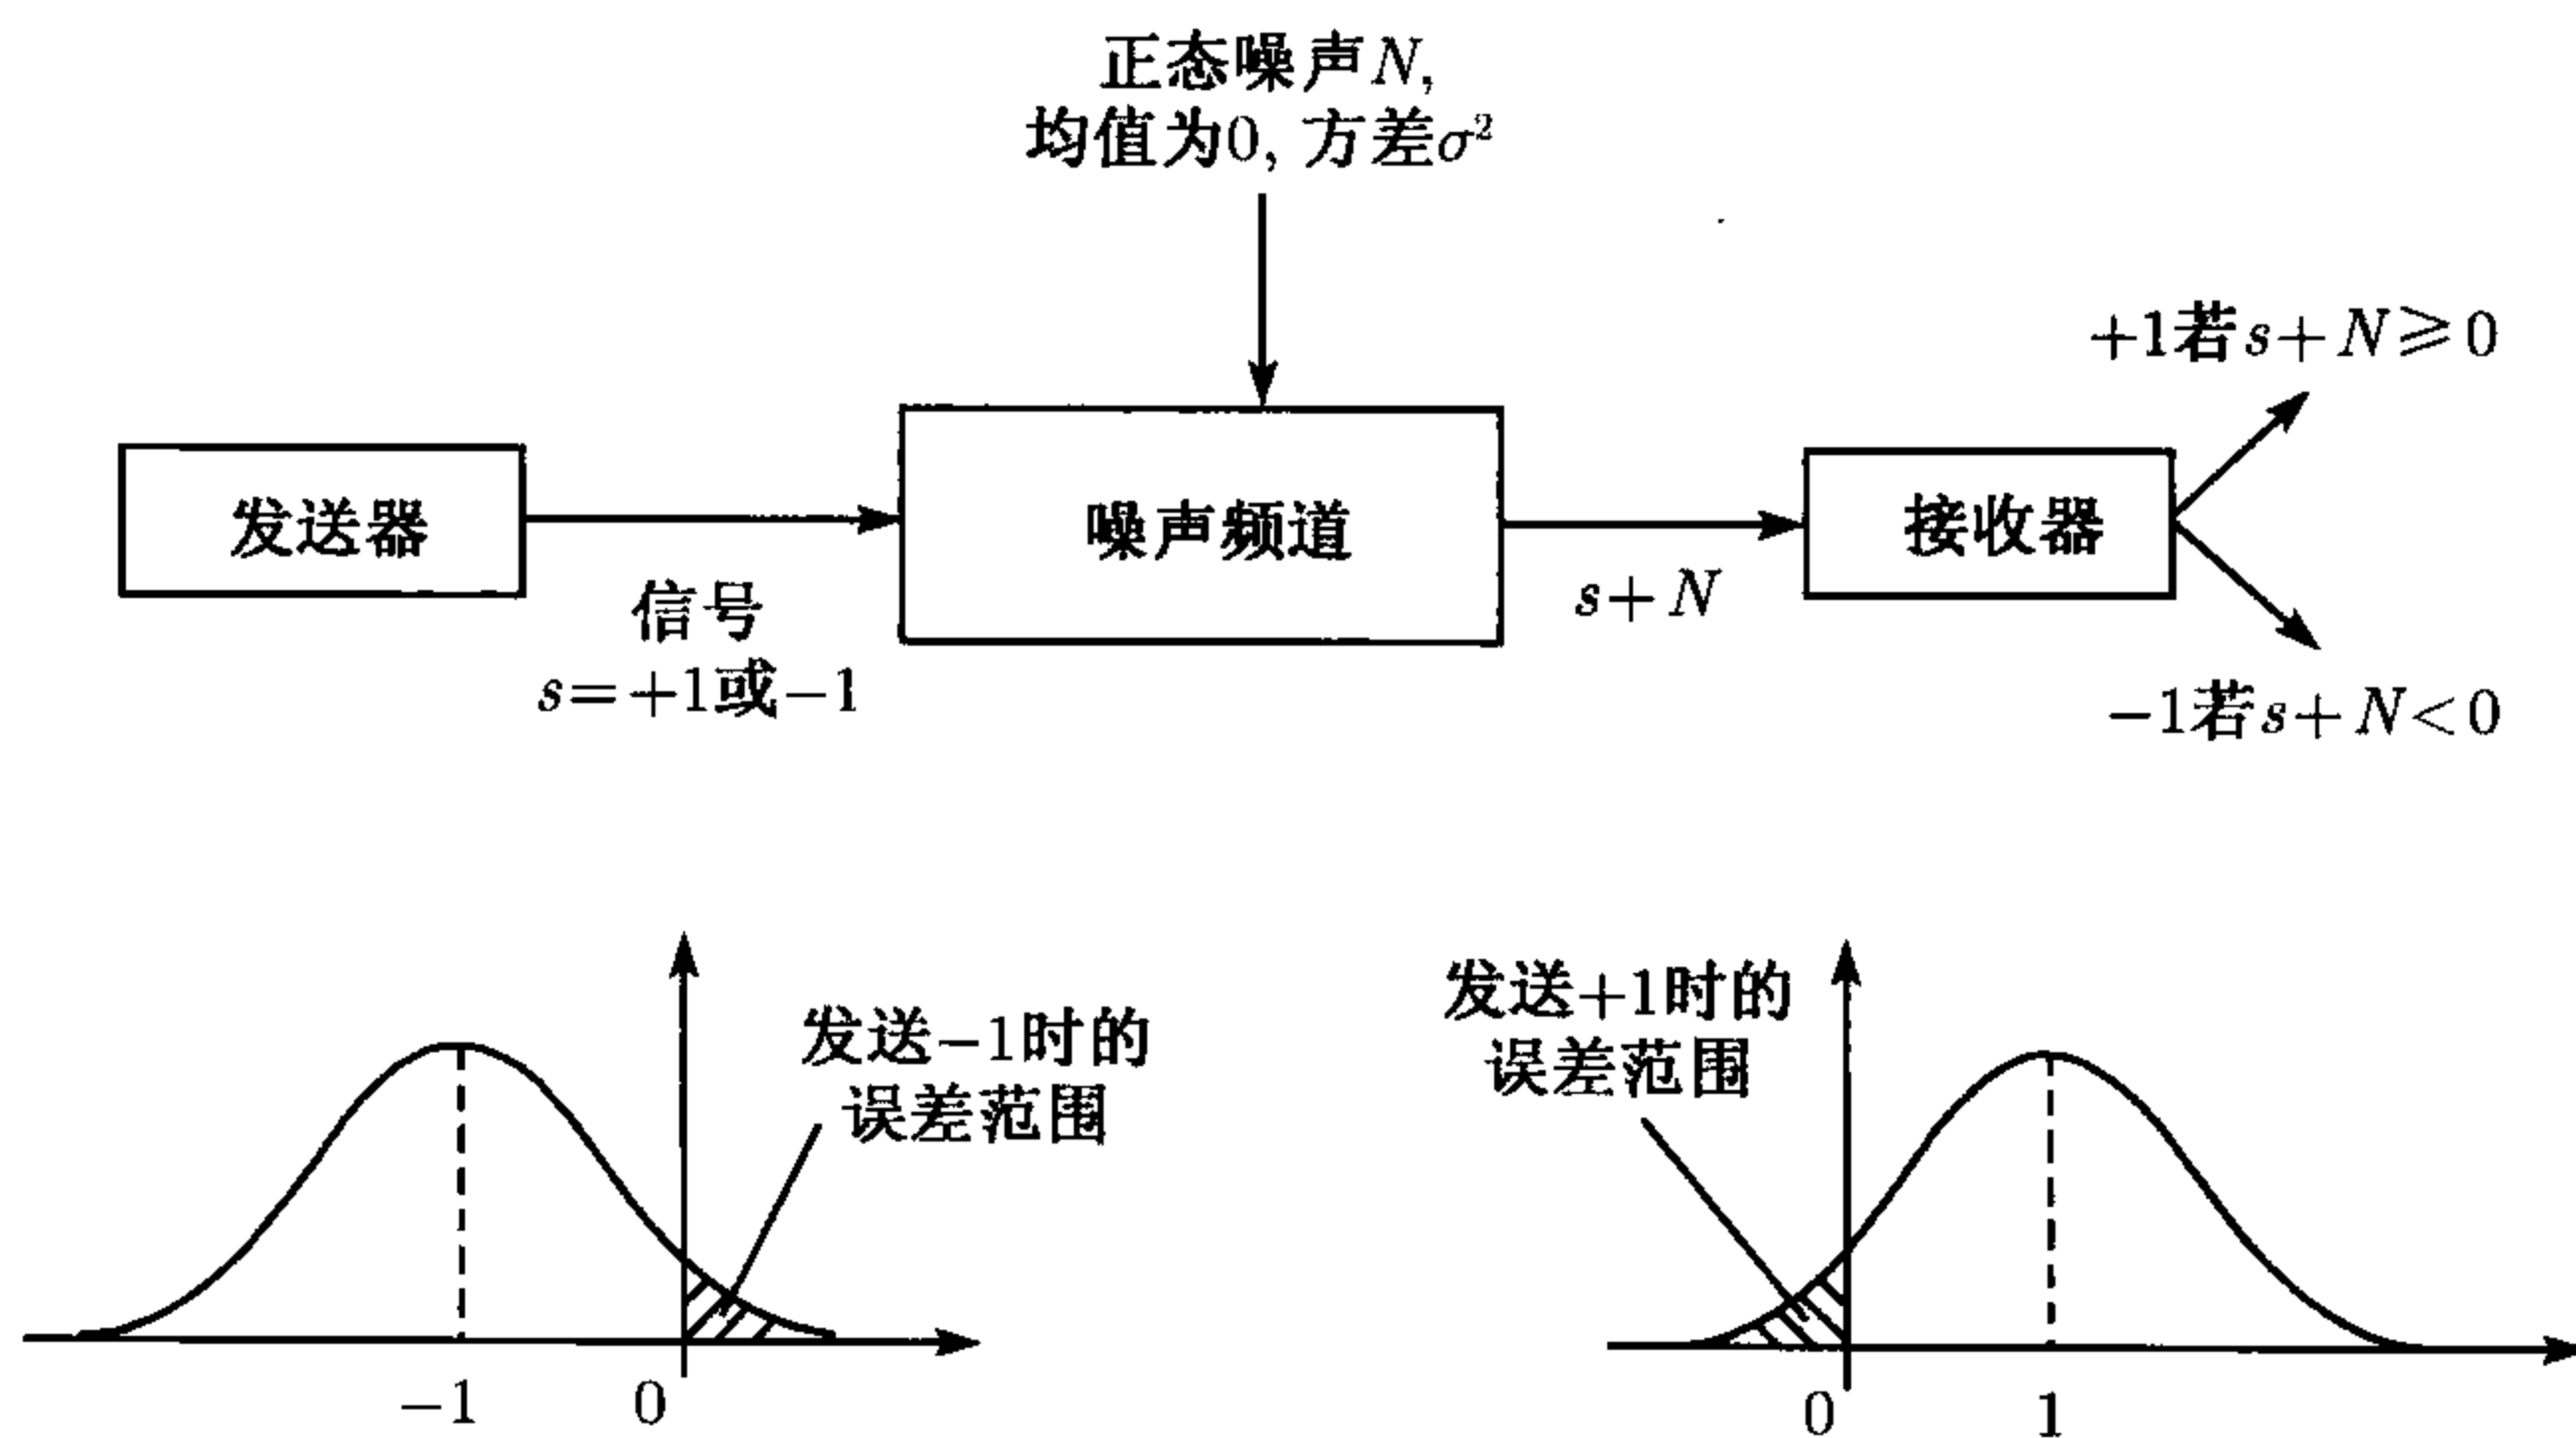 正态噪声N,
均值为0, 方差σ²
+1若s+N⩾0
发送器
噪声频道
接收器
信号
s=+1或−1
s+N
−1若s+N<0
发送−1时的
误差范围
发送+1时的
误差范围
−1
0
0
1